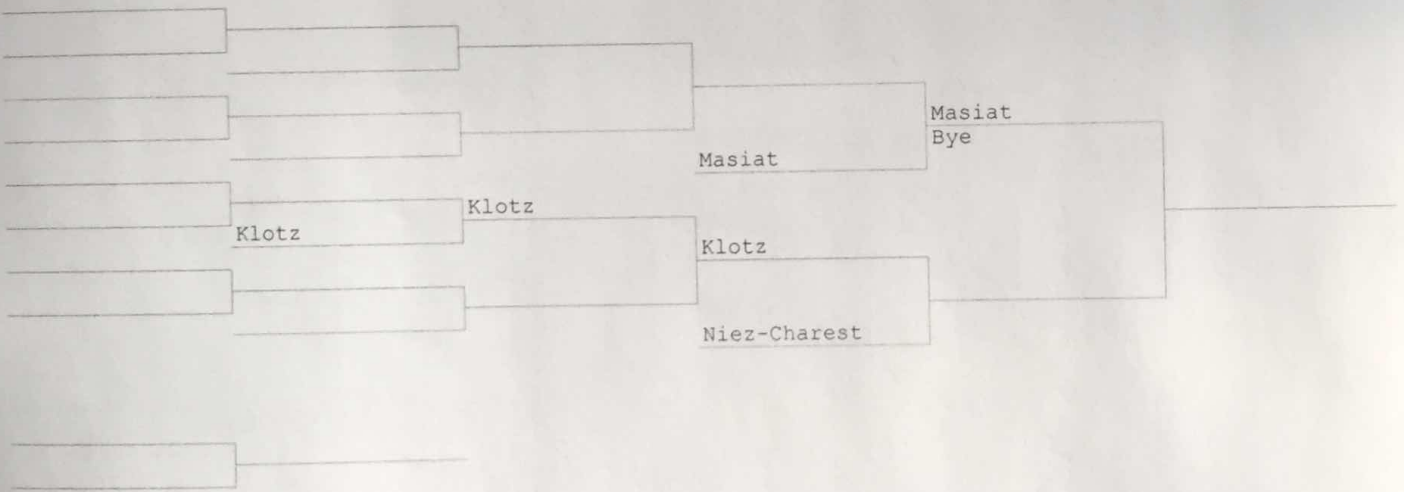 Masiat
Bye
Masiat
Klotz
Klotz
Klotz
Niez-Charest